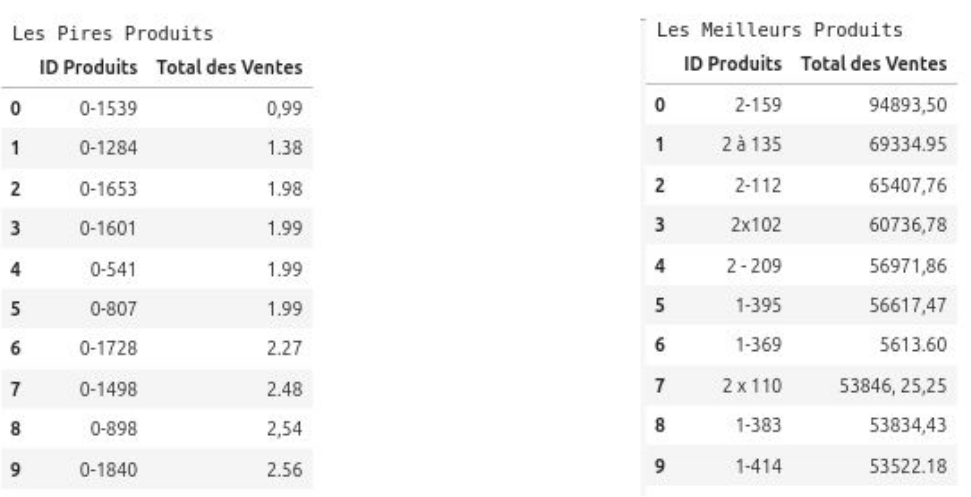 Les Pires Produits
ID Produits Total des Ventes
0 0-1539 0,99
1 0-1284 1.38
2 0-1653 1.98
3 0-1601 1.99
4 0-541 1.99
5 0-807 1.99
6 0-1728 2.27
7 0-1498 2.48
8 0-898 2,54
9 0-1840 2.56
Les Meilleurs Produits
ID Produits Total des Ventes
0 2-159 94893,50
1 2 à 135 69334.95
2 2-112 65407,76
3 2x102 60736,78
4 2 - 209 56971,86
5 1-395 56617,47
6 1-369 5613.60
7 2 x 110 53846, 25,25
8 1-383 53834,43
9 1-414 53522.18